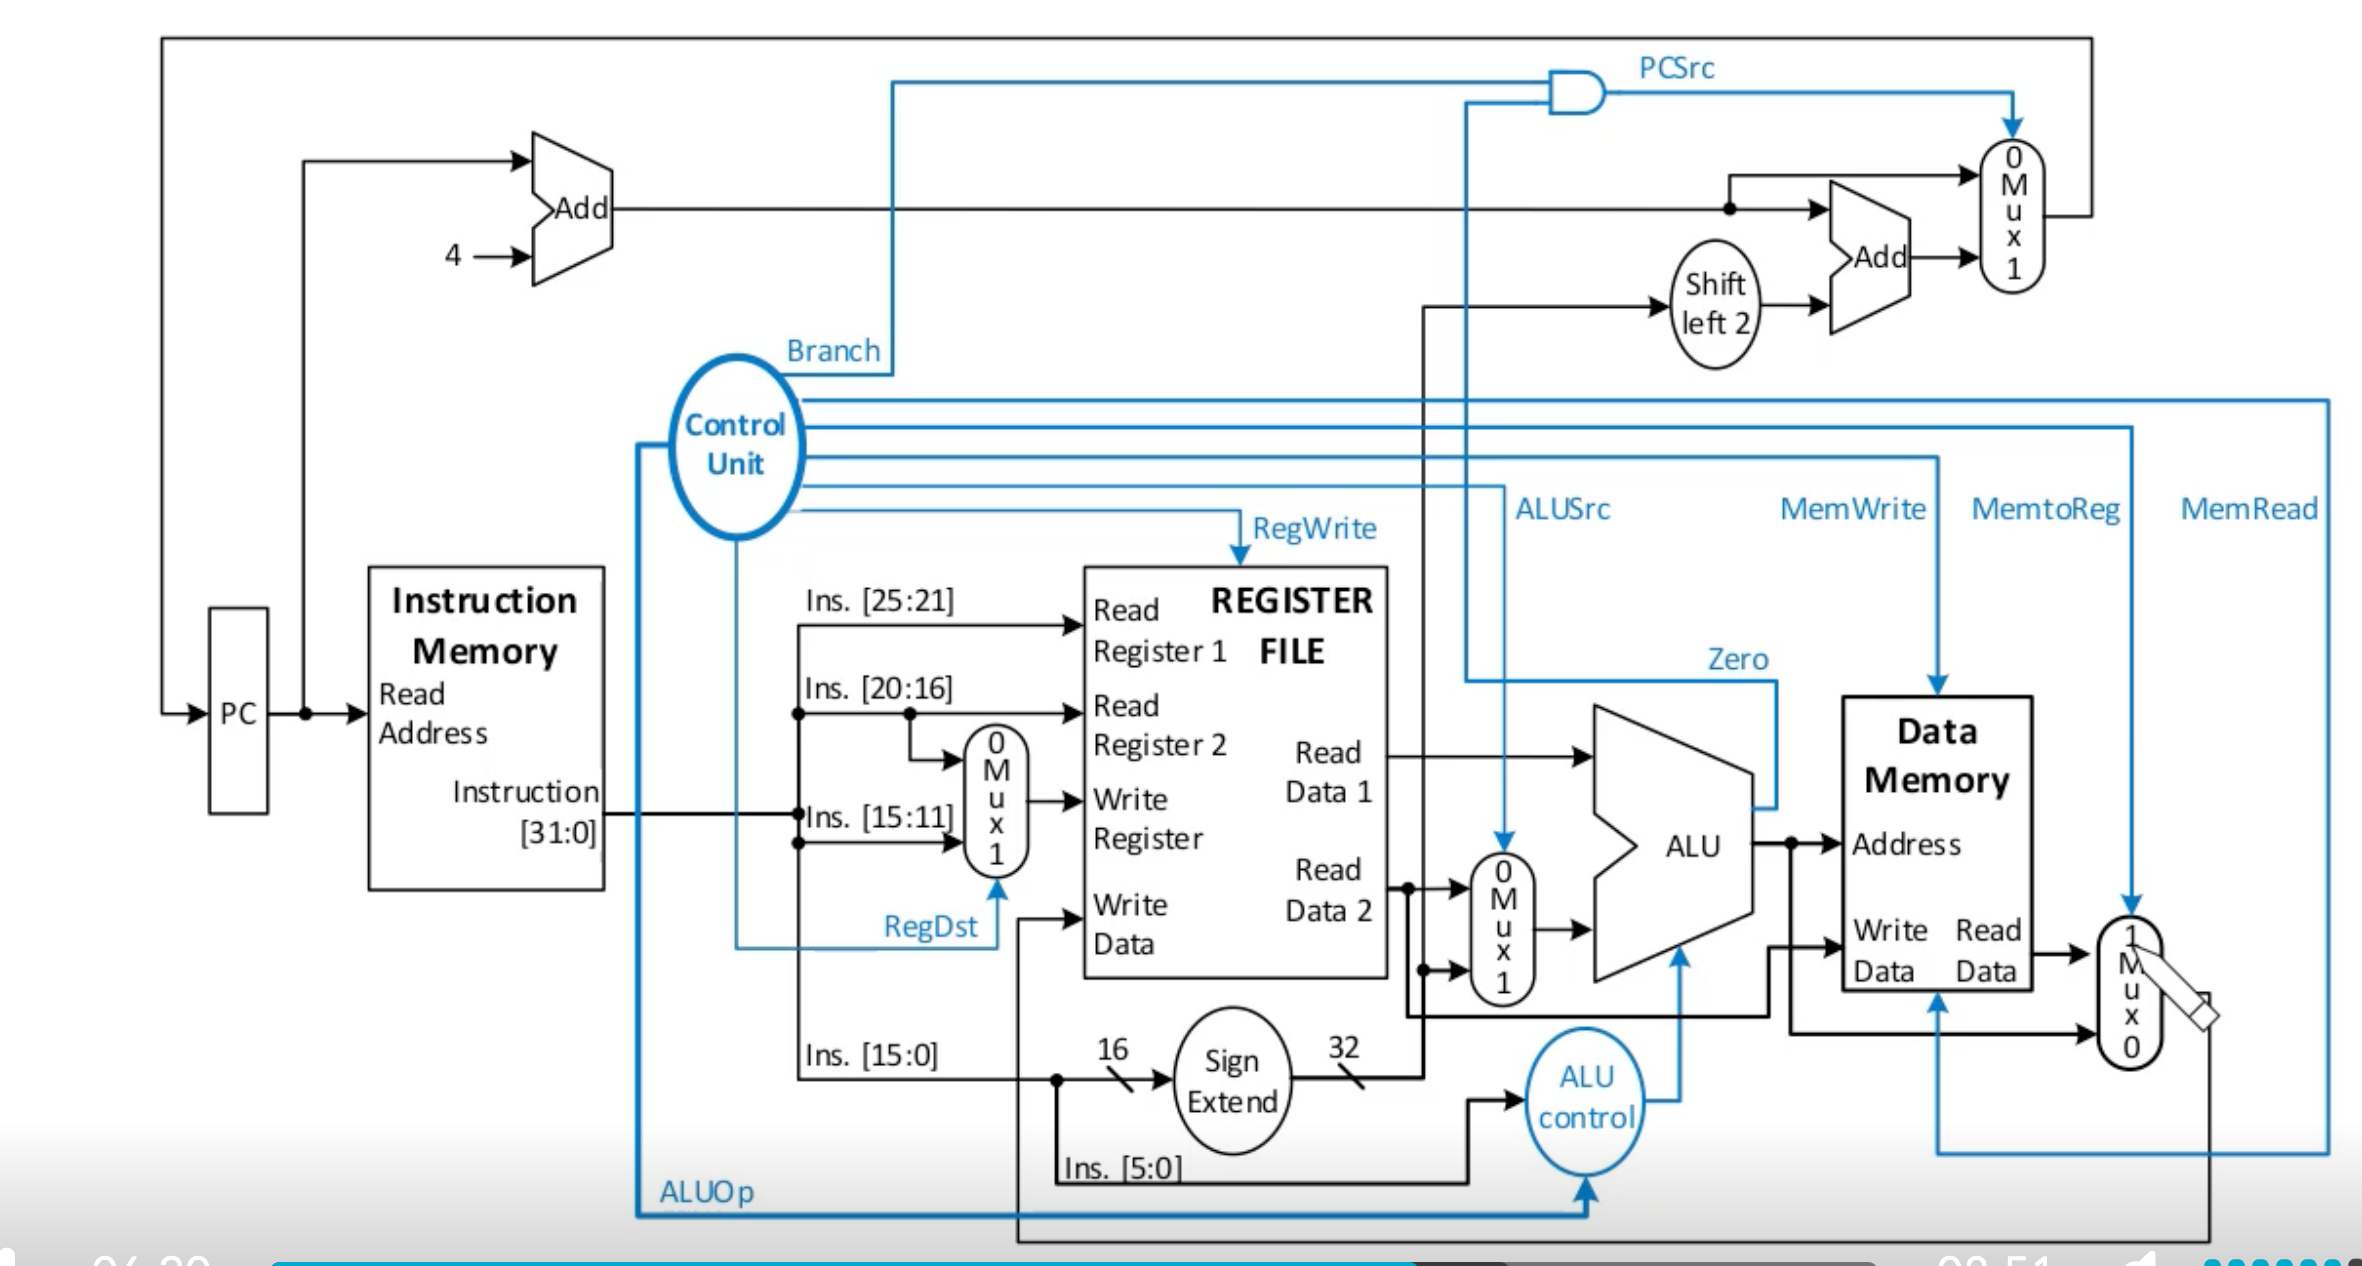 PCSrc
0
M
u
x
1
Add
4
Add
Shift
left 2
Branch
Control
Unit
RegWrite
ALUSrc
MemWrite
MemtoReg
MemRead
Instruction
Memory
Read
Address
Instruction
[31:0]
PC
Ins. [25:21]
Ins. [20:16]
Ins. [15:11]
0
M
u
x
1
RegDst
REGISTER
FILE
Read
Register 1
Read
Register 2
Write
Register
Write
Data
Read
Data 1
Read
Data 2
Zero
0
M
u
x
1
ALU
Data
Memory
Address
Write
Data
Read
Data
1
M
u
x
0
Ins. [15:0]
16
Sign
Extend
32
ALU
control
Ins. [5:0]
ALUOp